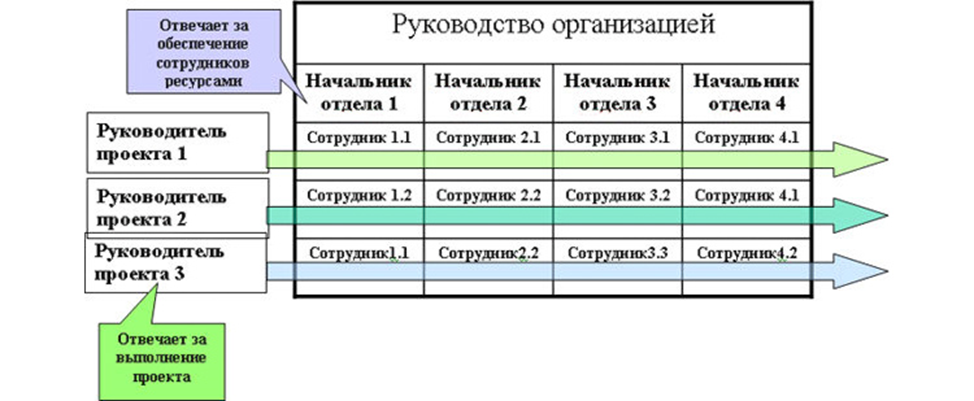 Отвечает за
обеспечение
сотрудников
ресурсами
Руководство организацией
Начальник
отдела 1
Начальник
отдела 2
Начальник
отдела 3
Начальник
отдела 4
Руководитель
проекта 1
Сотрудник 1.1
Сотрудник 2.1
Сотрудник 3.1
Сотрудник 4.1
Руководитель
проекта 2
Сотрудник 1.2
Сотрудник 2.2
Сотрудник 3.2
Сотрудник 4.1
Руководитель
проекта 3
Сотрудник1.1
Сотрудник2.2
Сотрудник3.3
Сотрудник4.2
Отвечает за
выполнение
проекта